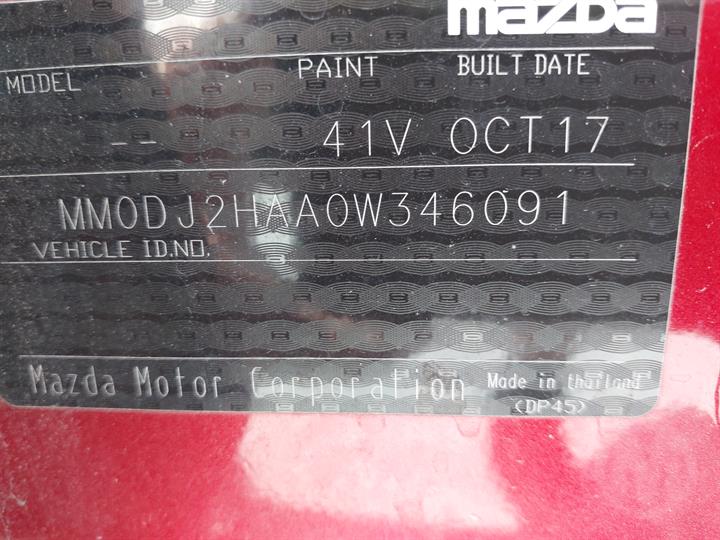 mazda
MODEL PAINT BUILT DATE
-- 41V OCT17
MM0DJ2HAA0W346091
VEHICLE ID.NO.
Mazda Motor Corporation Made in thailand
(DP45)